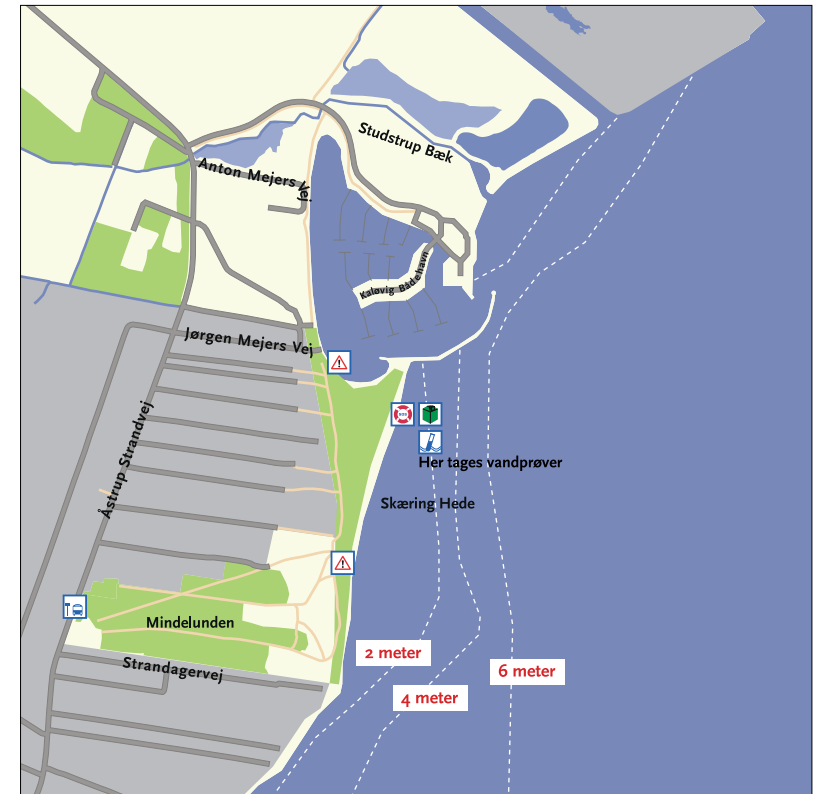 Studstrup Bæk
Anton Mejers Vej
Kaløvig Bådehavn
Jørgen Mejers Vej
Åstrup Strandvej
SOS
Her tages vandprøver
Skæring Hede
Mindelunden
2 meter
Strandagervej
6 meter
4 meter